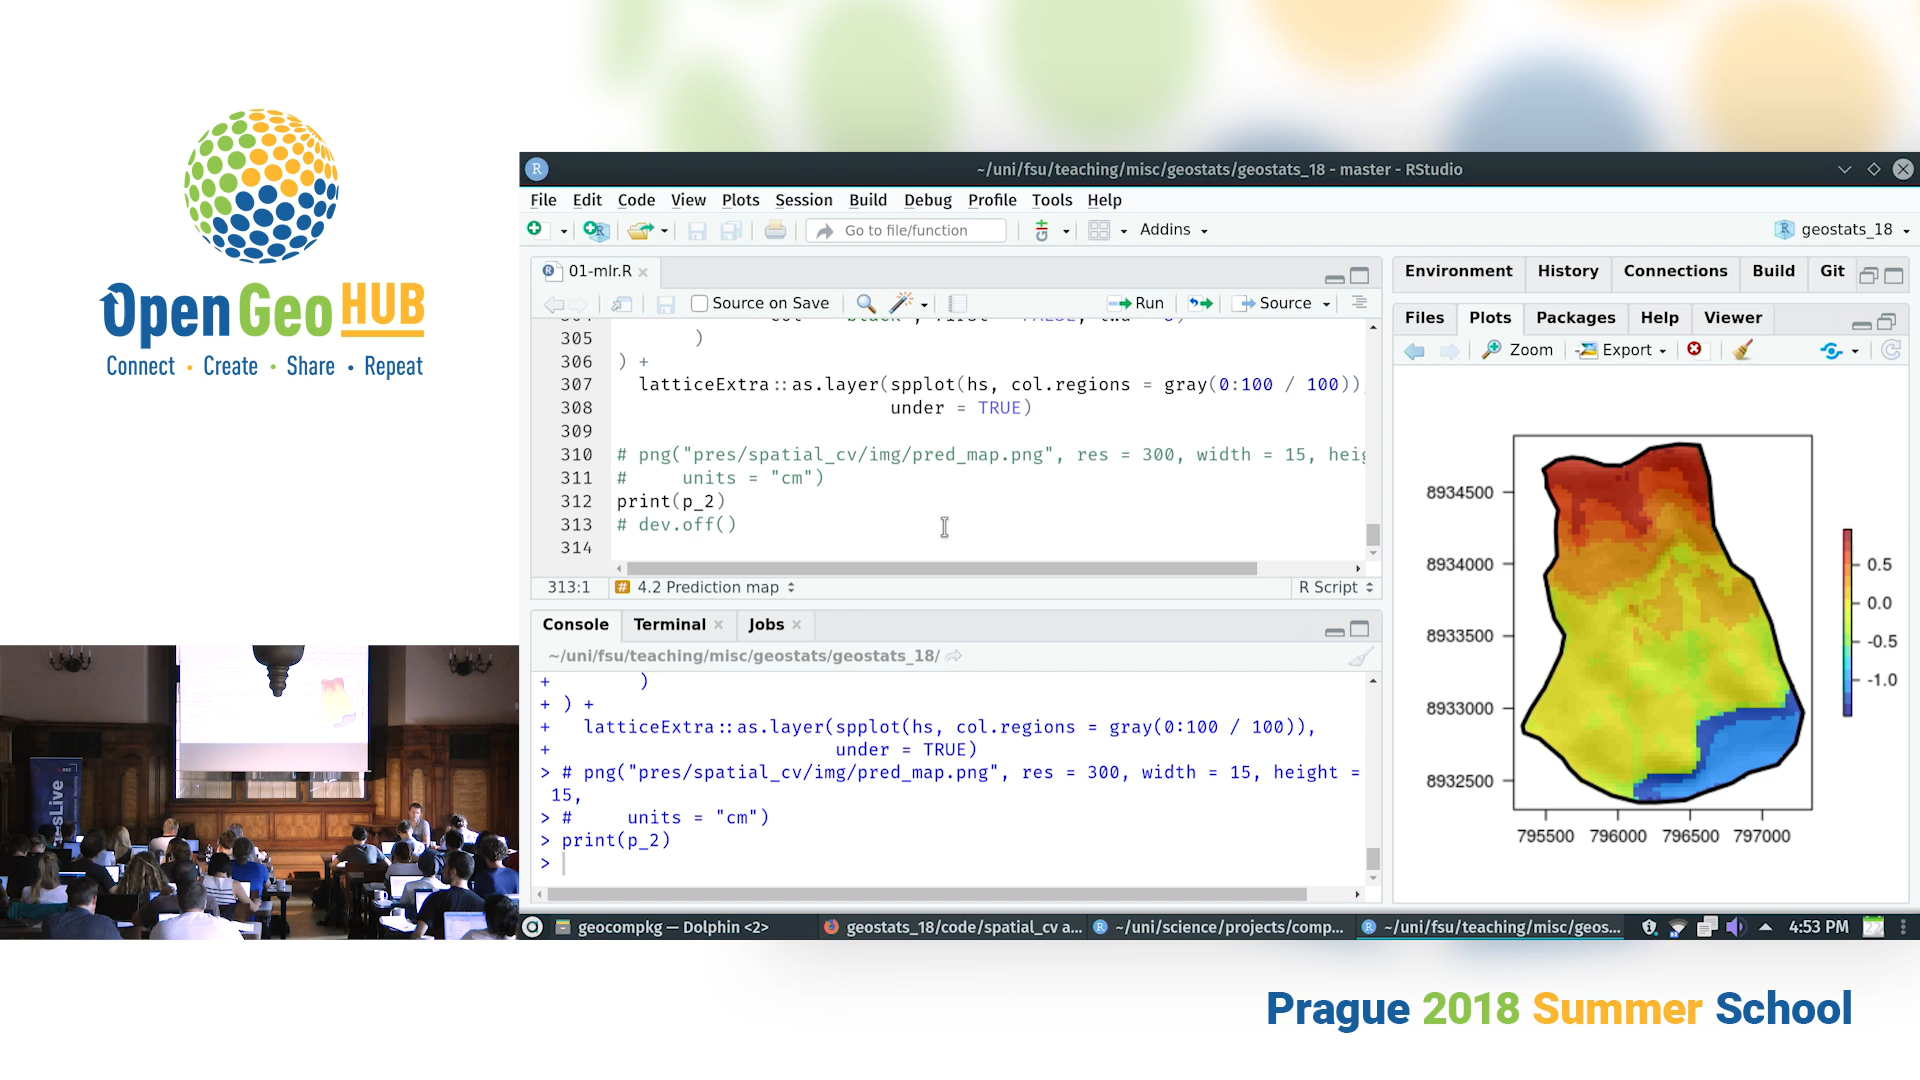 Open Geo HUB
Connect • Create • Share • Repeat
~/uni/fsu/teaching/misc/geostats/geostats_18 - master - RStudio
File Edit Code View Plots Session Build Debug Profile Tools Help
Go to file/function
Addins
geostats_18
01-mlr.R
Source on Save
Run
Source
305 )
306 ) +
307 latticeExtra::as.layer(spplot(hs, col.regions = gray(0:100 / 100)),
308 under = TRUE)
309
310 # png("pres/spatial_cv/img/pred_map.png", res = 300, width = 15, heig
311 # units = "cm")
312 print(p_2)
313 # dev.off()
314
313:1 # 4.2 Prediction map R Script
Console Terminal Jobs
~/uni/fsu/teaching/misc/geostats/geostats_18/
+ )
+ ) +
+ latticeExtra::as.layer(spplot(hs, col.regions = gray(0:100 / 100)),
+ under = TRUE)
> # png("pres/spatial_cv/img/pred_map.png", res = 300, width = 15, height =
15,
> # units = "cm")
> print(p_2)
>
Environment History Connections Build Git
Files Plots Packages Help Viewer
Zoom Export
8934500
8934000
8933500
8933000
8932500
795500 796000 796500 797000
0.5
0.0
-0.5
-1.0
geocompkg — Dolphin <2>
geostats_18/code/spatial_cv a...
~/uni/science/projects/comp...
~/uni/fsu/teaching/misc/geos...
4:53 PM
Prague 2018 Summer School